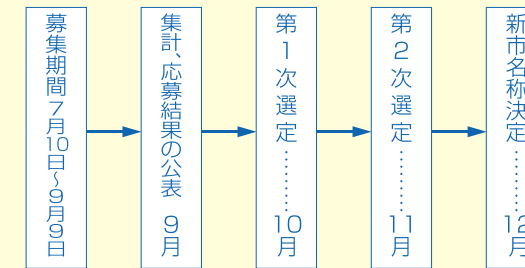 募集期間7月10日~9月9日
集計、応募結果の公表 9月
第1次選定………10月
第2次選定………11月
新市名称決定………12月